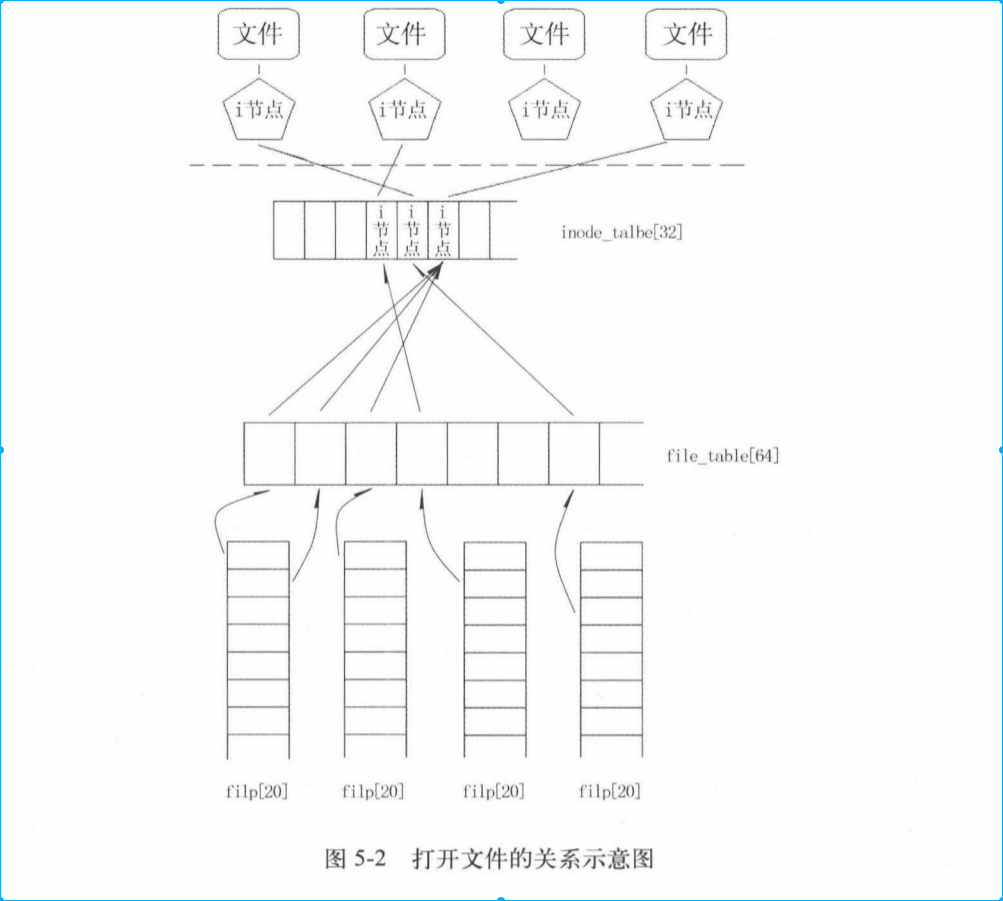 文件 文件 文件 文件
i节点 i节点 i节点 i节点
i节点 i节点 i节点
inode_talbe[32]
file_table[64]
filp[20] filp[20] filp[20] filp[20]
图 5-2 打开文件的关系示意图